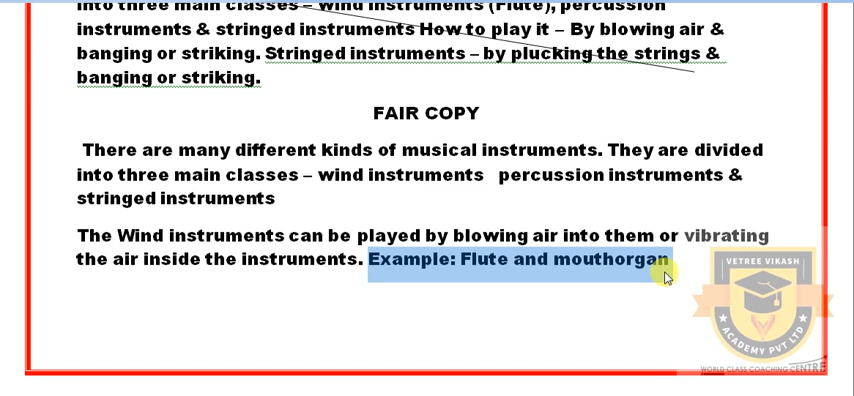 into three main classes – wind instruments (Flute), percussion
instruments & stringed instruments How to play it – By blowing air &
banging or striking. Stringed instruments – by plucking the strings &
banging or striking.
FAIR COPY
There are many different kinds of musical instruments. They are divided
into three main classes – wind instruments percussion instruments &
stringed instruments
The Wind instruments can be played by blowing air into them or vibrating
the air inside the instruments. Example: Flute and mouthorgan
VETREE VIKASH
ACADEMY PVT LTD
WORLD CLASS COACHING CENTRE